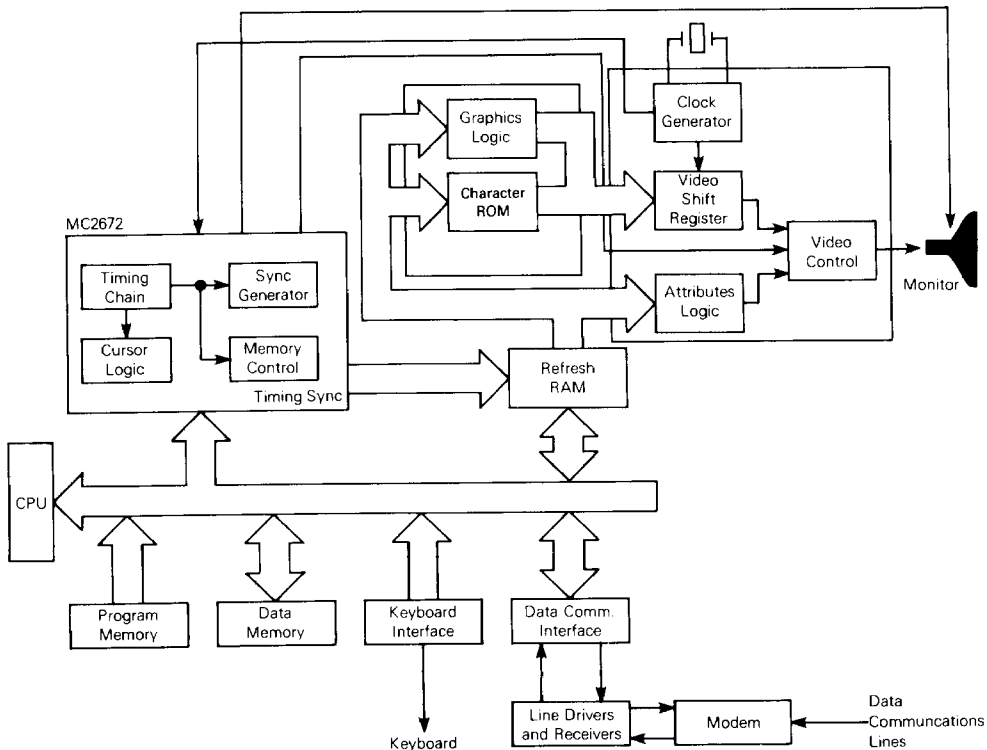 Graphics
Logic
Clock
Generator
Character
ROM
Video
Shift
Register
MC2672
Timing
Chain
Sync
Generator
Video
Control
Monitor
Attributes
Logic
Cursor
Logic
Memory
Control
Timing Sync
Refresh
RAM
CPU
Program
Memory
Data
Memory
Keyboard
Interface
Data Comm.
Interface
Line Drivers
and Receivers
Modem
Data
Communcations
Lines
Keyboard